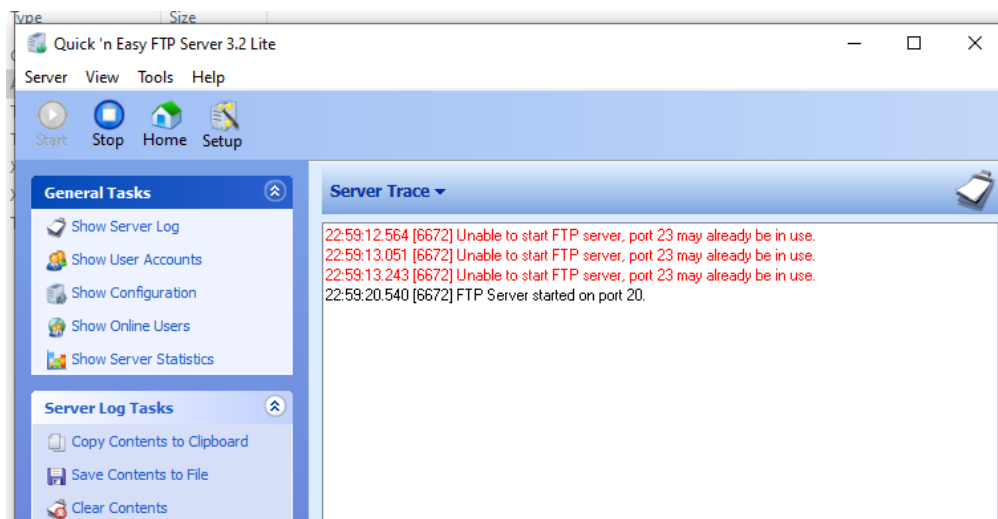 Type Size
Quick 'n Easy FTP Server 3.2 Lite
Server View Tools Help
Start Stop Home Setup
General Tasks
Show Server Log
Show User Accounts
Show Configuration
Show Online Users
Show Server Statistics
Server Log Tasks
Copy Contents to Clipboard
Save Contents to File
Clear Contents
Server Trace
22:59:12.564 [6672] Unable to start FTP server, port 23 may already be in use.
22:59:13.051 [6672] Unable to start FTP server, port 23 may already be in use.
22:59:13.243 [6672] Unable to start FTP server, port 23 may already be in use.
22:59:20.540 [6672] FTP Server started on port 20.